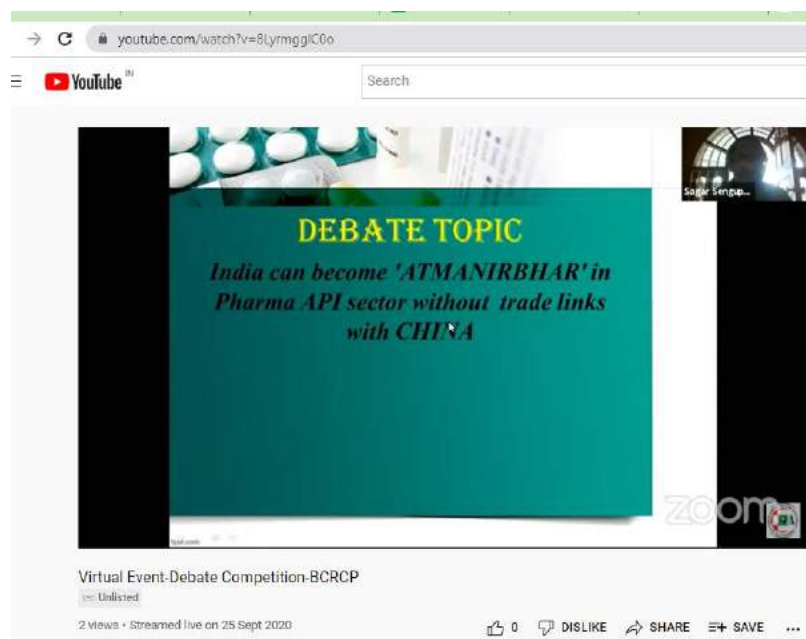 youtube.com/watch?v=8LyrmgglC0o
YouTube IN
Search
Sagar Sengup...
DEBATE TOPIC
India can become 'ATMANIRBHAR' in
Pharma API sector without trade links
with CHINA
zoom
Virtual Event-Debate Competition-BCRCP
Unlisted
2 views • Streamed live on 25 Sept 2020
0 DISLIKE SHARE SAVE ...